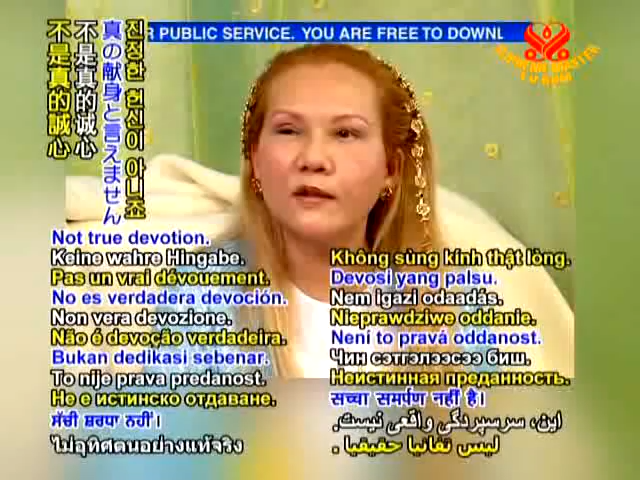 R PUBLIC SERVICE. YOU ARE FREE TO DOWNL
SUPREME MASTER
TV.COM
不是真的誠心
不是真的诚心
真の献身と言えません
진정한 헌신이 아니죠
Not true devotion.
Keine wahre Hingabe.
Pas un vrai dévouement.
No es verdadera devoción.
Non vera devozione.
Não é devoção verdadeira.
Bukan dedikasi sebenar.
To nije prava predanost.
Не е истинско отдаване.
ਸੱਚੀ ਸ਼ਰਧਾ ਨਹੀਂ।
ไม่อุทิศตนอย่างแท้จริง
Không sùng kính thật lòng.
Devosi yang palsu.
Nem igazi odaadás.
Nieprawdziwe oddanie.
Není to pravá oddanost.
Чин сэтгэлээсээ биш.
Неистинная преданность.
सच्चा समर्पण नहीं है।
این، سرسپردگی واقعی نیست.
ليس تفانيا حقيقيا .